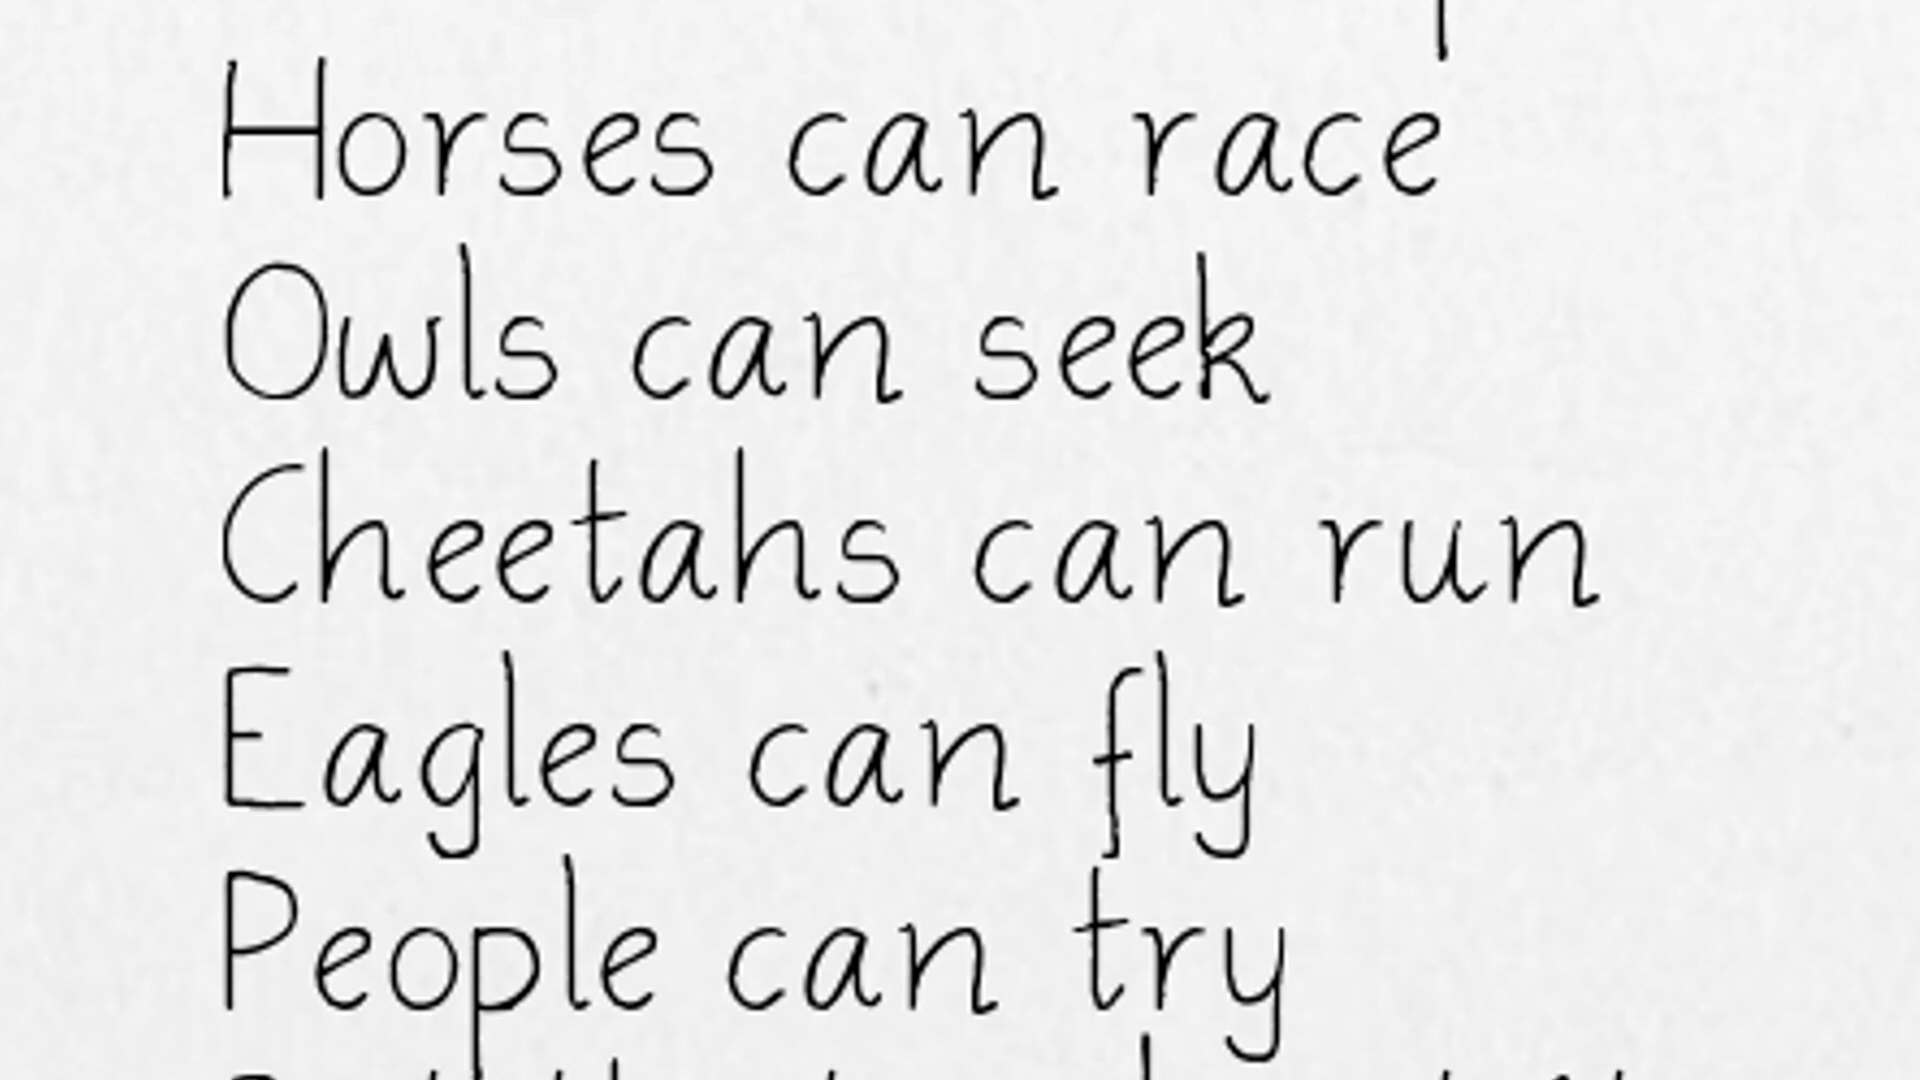 Horses can race
Owls can seek
Cheetahs can run
Eagles can fly
People can try